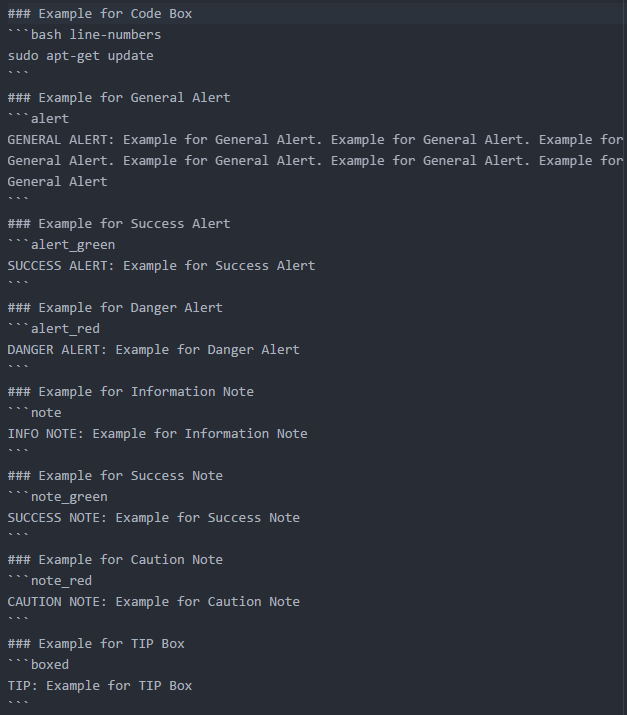 ### Example for Code Box
```bash line-numbers
sudo apt-get update
```
### Example for General Alert
```alert
GENERAL ALERT: Example for General Alert. Example for General Alert. Example for
General Alert. Example for General Alert. Example for General Alert. Example for
General Alert
```
### Example for Success Alert
```alert_green
SUCCESS ALERT: Example for Success Alert
```
### Example for Danger Alert
```alert_red
DANGER ALERT: Example for Danger Alert
```
### Example for Information Note
```note
INFO NOTE: Example for Information Note
```
### Example for Success Note
```note_green
SUCCESS NOTE: Example for Success Note
```
### Example for Caution Note
```note_red
CAUTION NOTE: Example for Caution Note
```
### Example for TIP Box
```boxed
TIP: Example for TIP Box
```